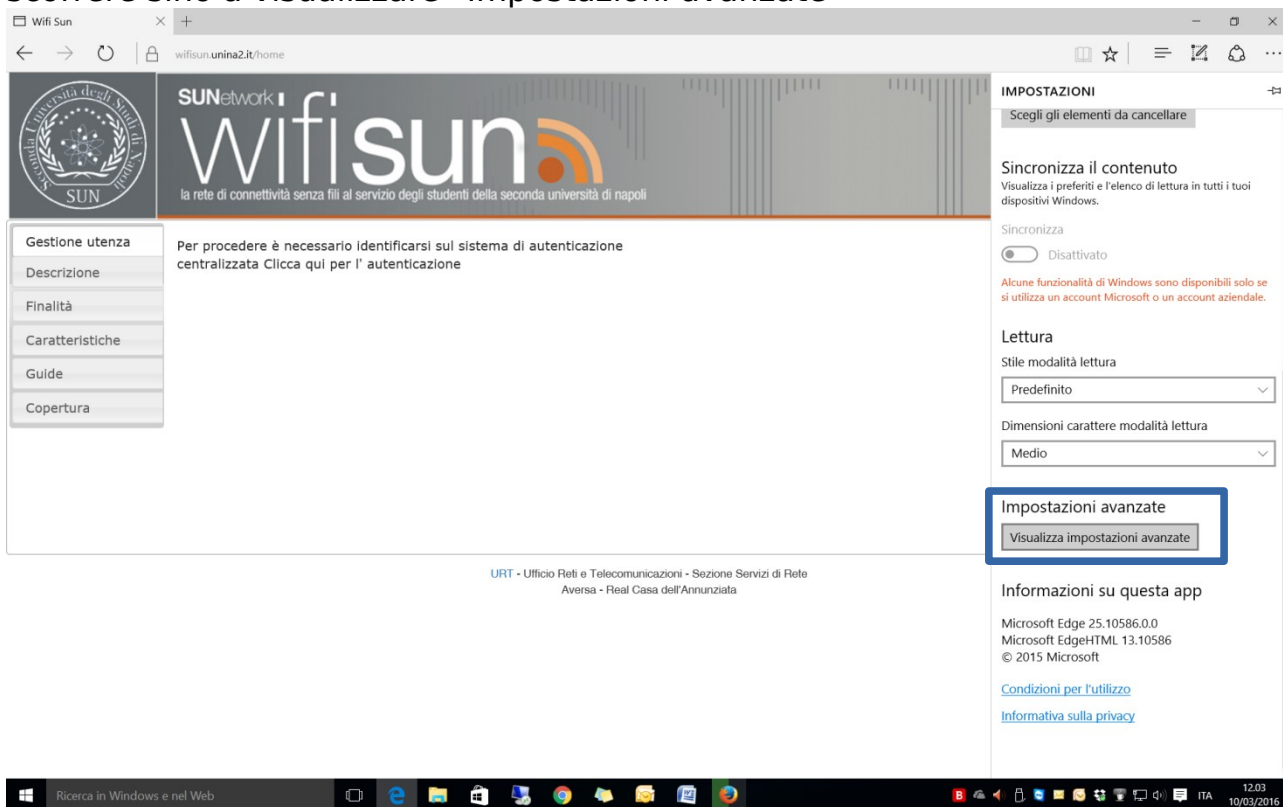 scorrere sino a visualizzare "Impostazioni avanzate"
Wifi Sun
wifisun.unina2.it/home
Seconda Università degli Studi di Napoli
SUN
SUNetwork
wifisun
la rete di connettività senza fili al servizio degli studenti della seconda università di napoli
Gestione utenza
Descrizione
Finalità
Caratteristiche
Guide
Copertura
Per procedere è necessario identificarsi sul sistema di autenticazione
centralizzata Clicca qui per l' autenticazione
URT - Ufficio Reti e Telecomunicazioni - Sezione Servizi di Rete
Aversa - Real Casa dell'Annunziata
IMPOSTAZIONI
Scegli gli elementi da cancellare
Sincronizza il contenuto
Visualizza i preferiti e l'elenco di lettura in tutti i tuoi
dispositivi Windows.
Sincronizza
Disattivato
Alcune funzionalità di Windows sono disponibili solo se
si utilizza un account Microsoft o un account aziendale.
Lettura
Stile modalità lettura
Predefinito
Dimensioni carattere modalità lettura
Medio
Impostazioni avanzate
Visualizza impostazioni avanzate
Informazioni su questa app
Microsoft Edge 25.10586.0.0
Microsoft EdgeHTML 13.10586
© 2015 Microsoft
Condizioni per l'utilizzo
Informativa sulla privacy
Ricerca in Windows e nel Web
ITA
12.03
10/03/2016